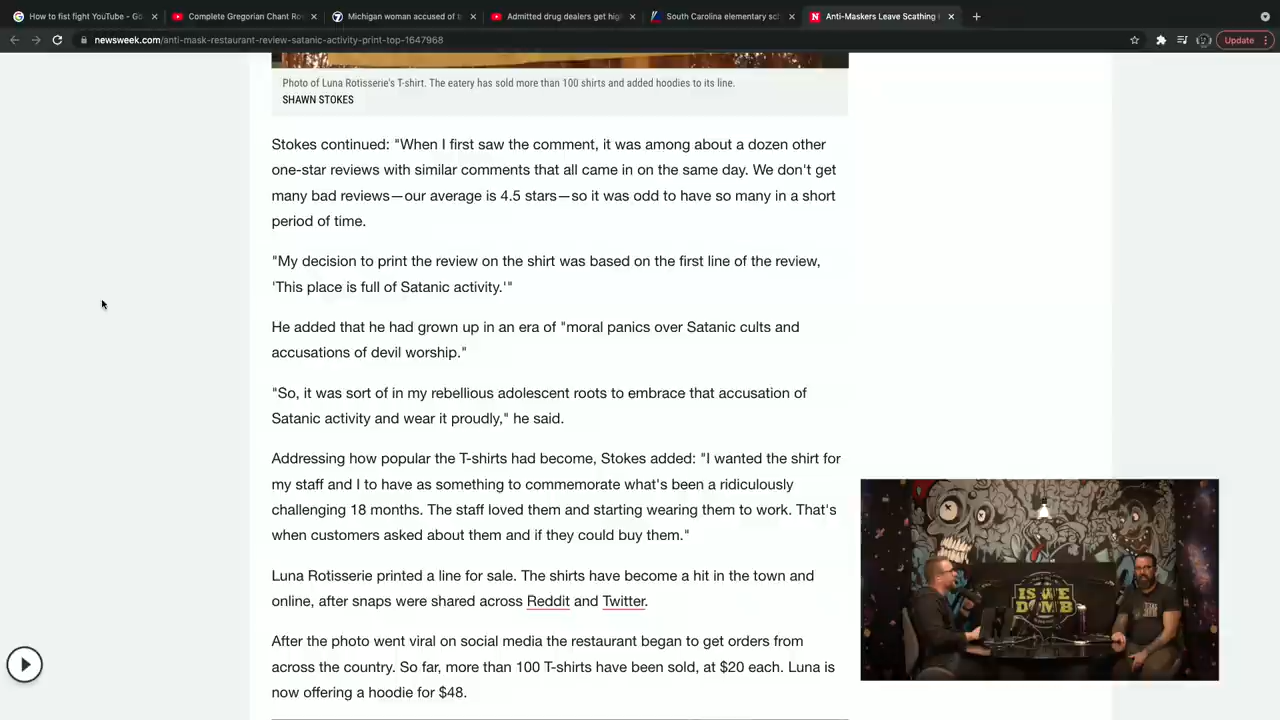 How to fist fight YouTube - Go
Complete Gregorian Chant Ro
Michigan woman accused of t
Admitted drug dealers get hig
South Carolina elementary sc
Anti-Maskers Leave Scathing
newsweek.com/anti-mask-restaurant-review-satanic-activity-print-top-1647968
Update
Photo of Luna Rotisserie's T-shirt. The eatery has sold more than 100 shirts and added hoodies to its line.
SHAWN STOKES
Stokes continued: "When I first saw the comment, it was among about a dozen other
one-star reviews with similar comments that all came in on the same day. We don't get
many bad reviews—our average is 4.5 stars—so it was odd to have so many in a short
period of time.
"My decision to print the review on the shirt was based on the first line of the review,
'This place is full of Satanic activity.'"
He added that he had grown up in an era of "moral panics over Satanic cults and
accusations of devil worship."
"So, it was sort of in my rebellious adolescent roots to embrace that accusation of
Satanic activity and wear it proudly," he said.
Addressing how popular the T-shirts had become, Stokes added: "I wanted the shirt for
my staff and I to have as something to commemorate what's been a ridiculously
challenging 18 months. The staff loved them and starting wearing them to work. That's
when customers asked about them and if they could buy them."
Luna Rotisserie printed a line for sale. The shirts have become a hit in the town and
online, after snaps were shared across Reddit and Twitter.
After the photo went viral on social media the restaurant began to get orders from
across the country. So far, more than 100 T-shirts have been sold, at $20 each. Luna is
now offering a hoodie for $48.
IS WE
DUMB